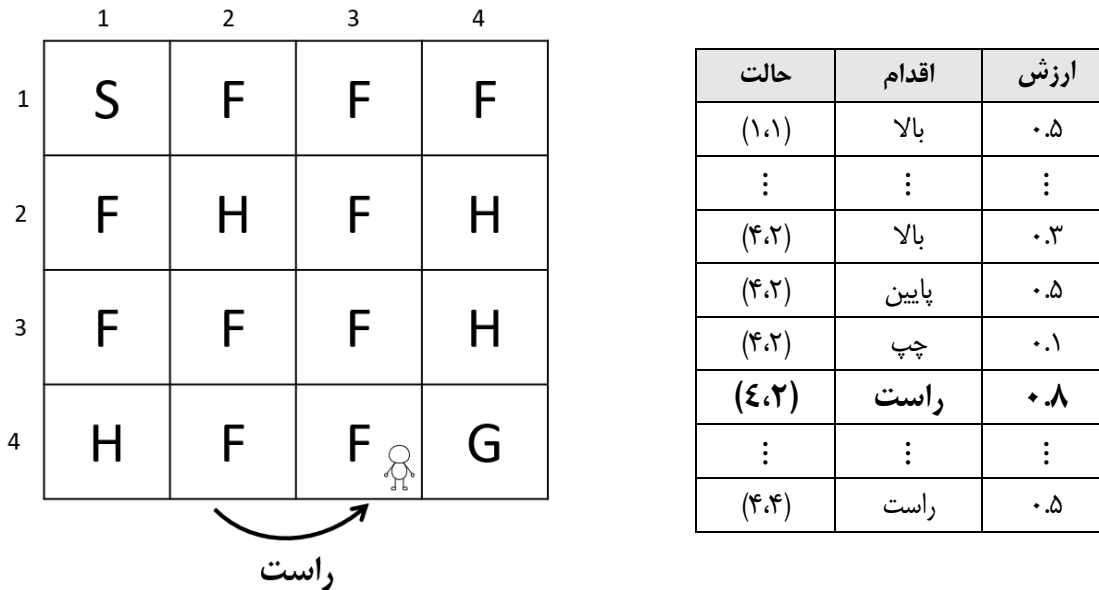 1 2 3 4
1 S F F F
2 F H F H
3 F F F H
4 H F F G
راست
حالت اقدام ارزش
(۱،۱) بالا ۰.۵
⋮ ⋮ ⋮
(۴،۲) بالا ۰.۳
(۴،۲) پایین ۰.۵
(۴،۲) چپ ۰.۱
(٤،۲) راست ۰.۸
⋮ ⋮ ⋮
(۴،۴) راست ۰.۵